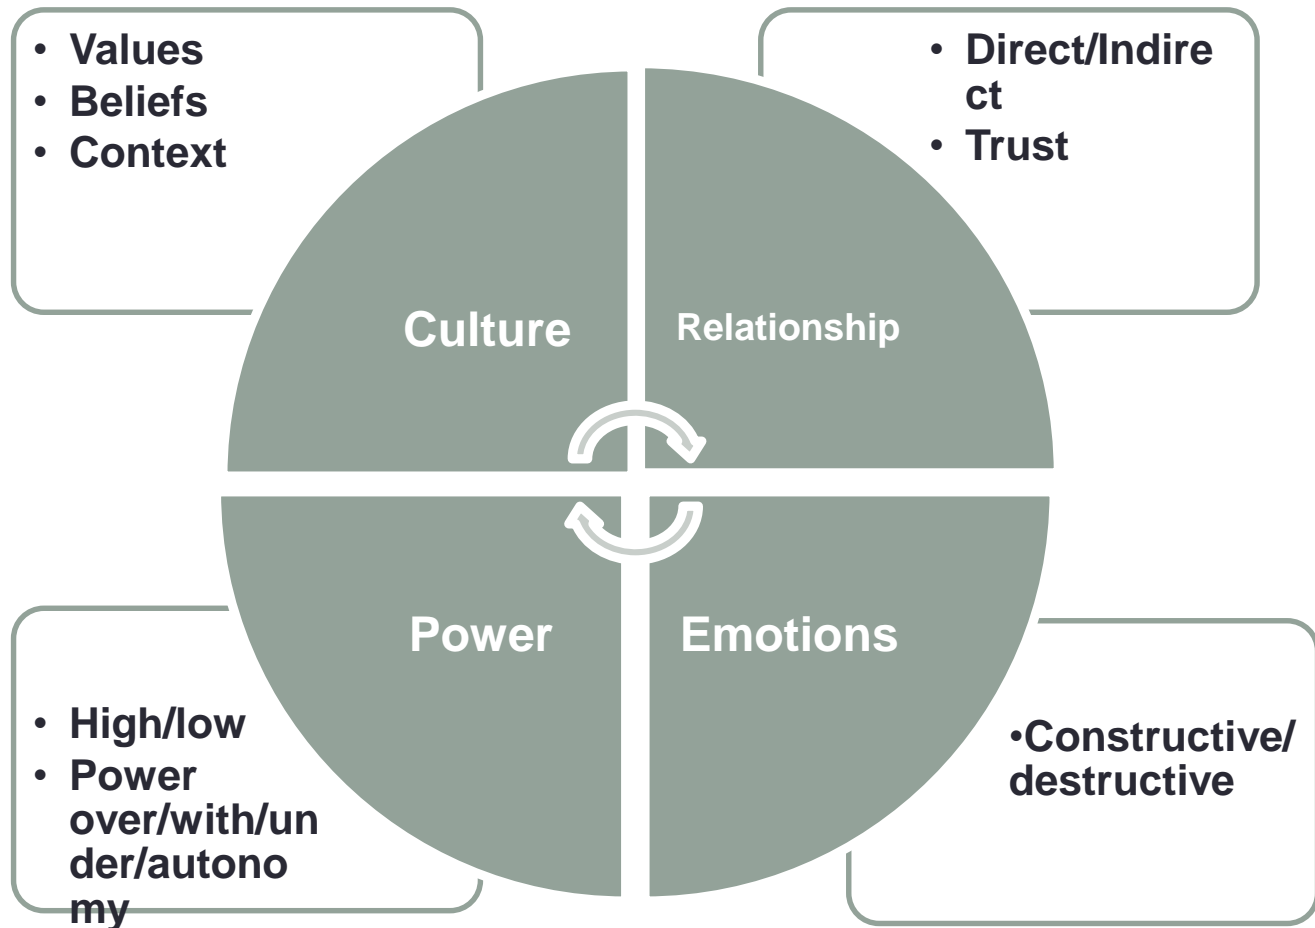 • Values
• Beliefs
• Context
• Direct/Indire
ct
• Trust
Culture
Relationship
Power
Emotions
• High/low
• Power
over/with/un
der/autono
my
•Constructive/
destructive